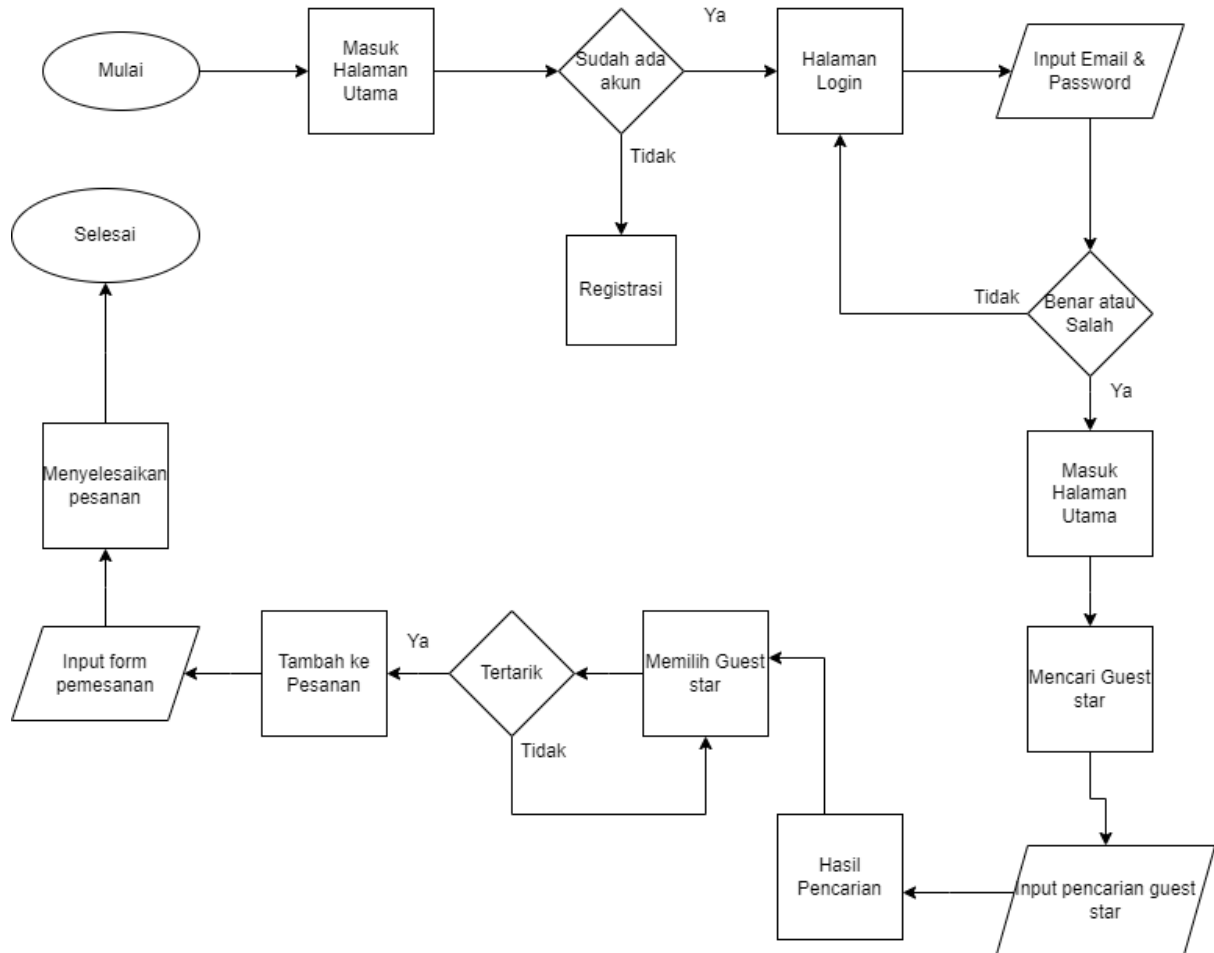 Ya
Mulai
Masuk
Halaman
Utama
Sudah ada
akun
Halaman
Login
Input Email &
Password
Tidak
Selesai
Registrasi
Tidak
Benar atau
Salah
Ya
Masuk
Halaman
Utama
Menyelesaikan
pesanan
Mencari Guest
star
Input form
pemesanan
Tambah ke
Pesanan
Ya
Tertarik
Memilih Guest
star
Tidak
Hasil
Pencarian
Input pencarian guest
star